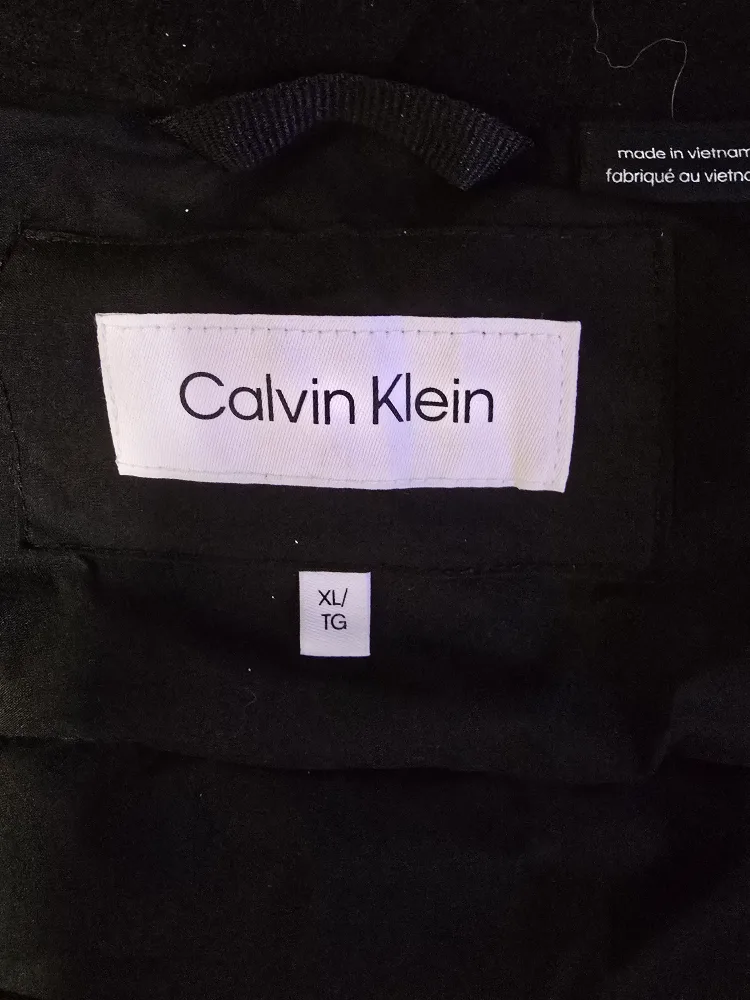 made in vietnam
fabriqué au
Calvin Klein
XL/
TG